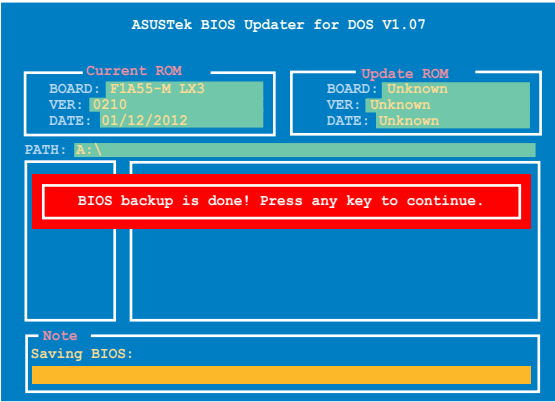 ASUSTek BIOS Updater for DOS V1.07
Current ROM
BOARD: F1A55-M LX3
VER: 0210
DATE: 01/12/2012
Update ROM
BOARD: Unknown
VER: Unknown
DATE: Unknown
PATH: A:\
BIOS backup is done! Press any key to continue.
Note
Saving BIOS: